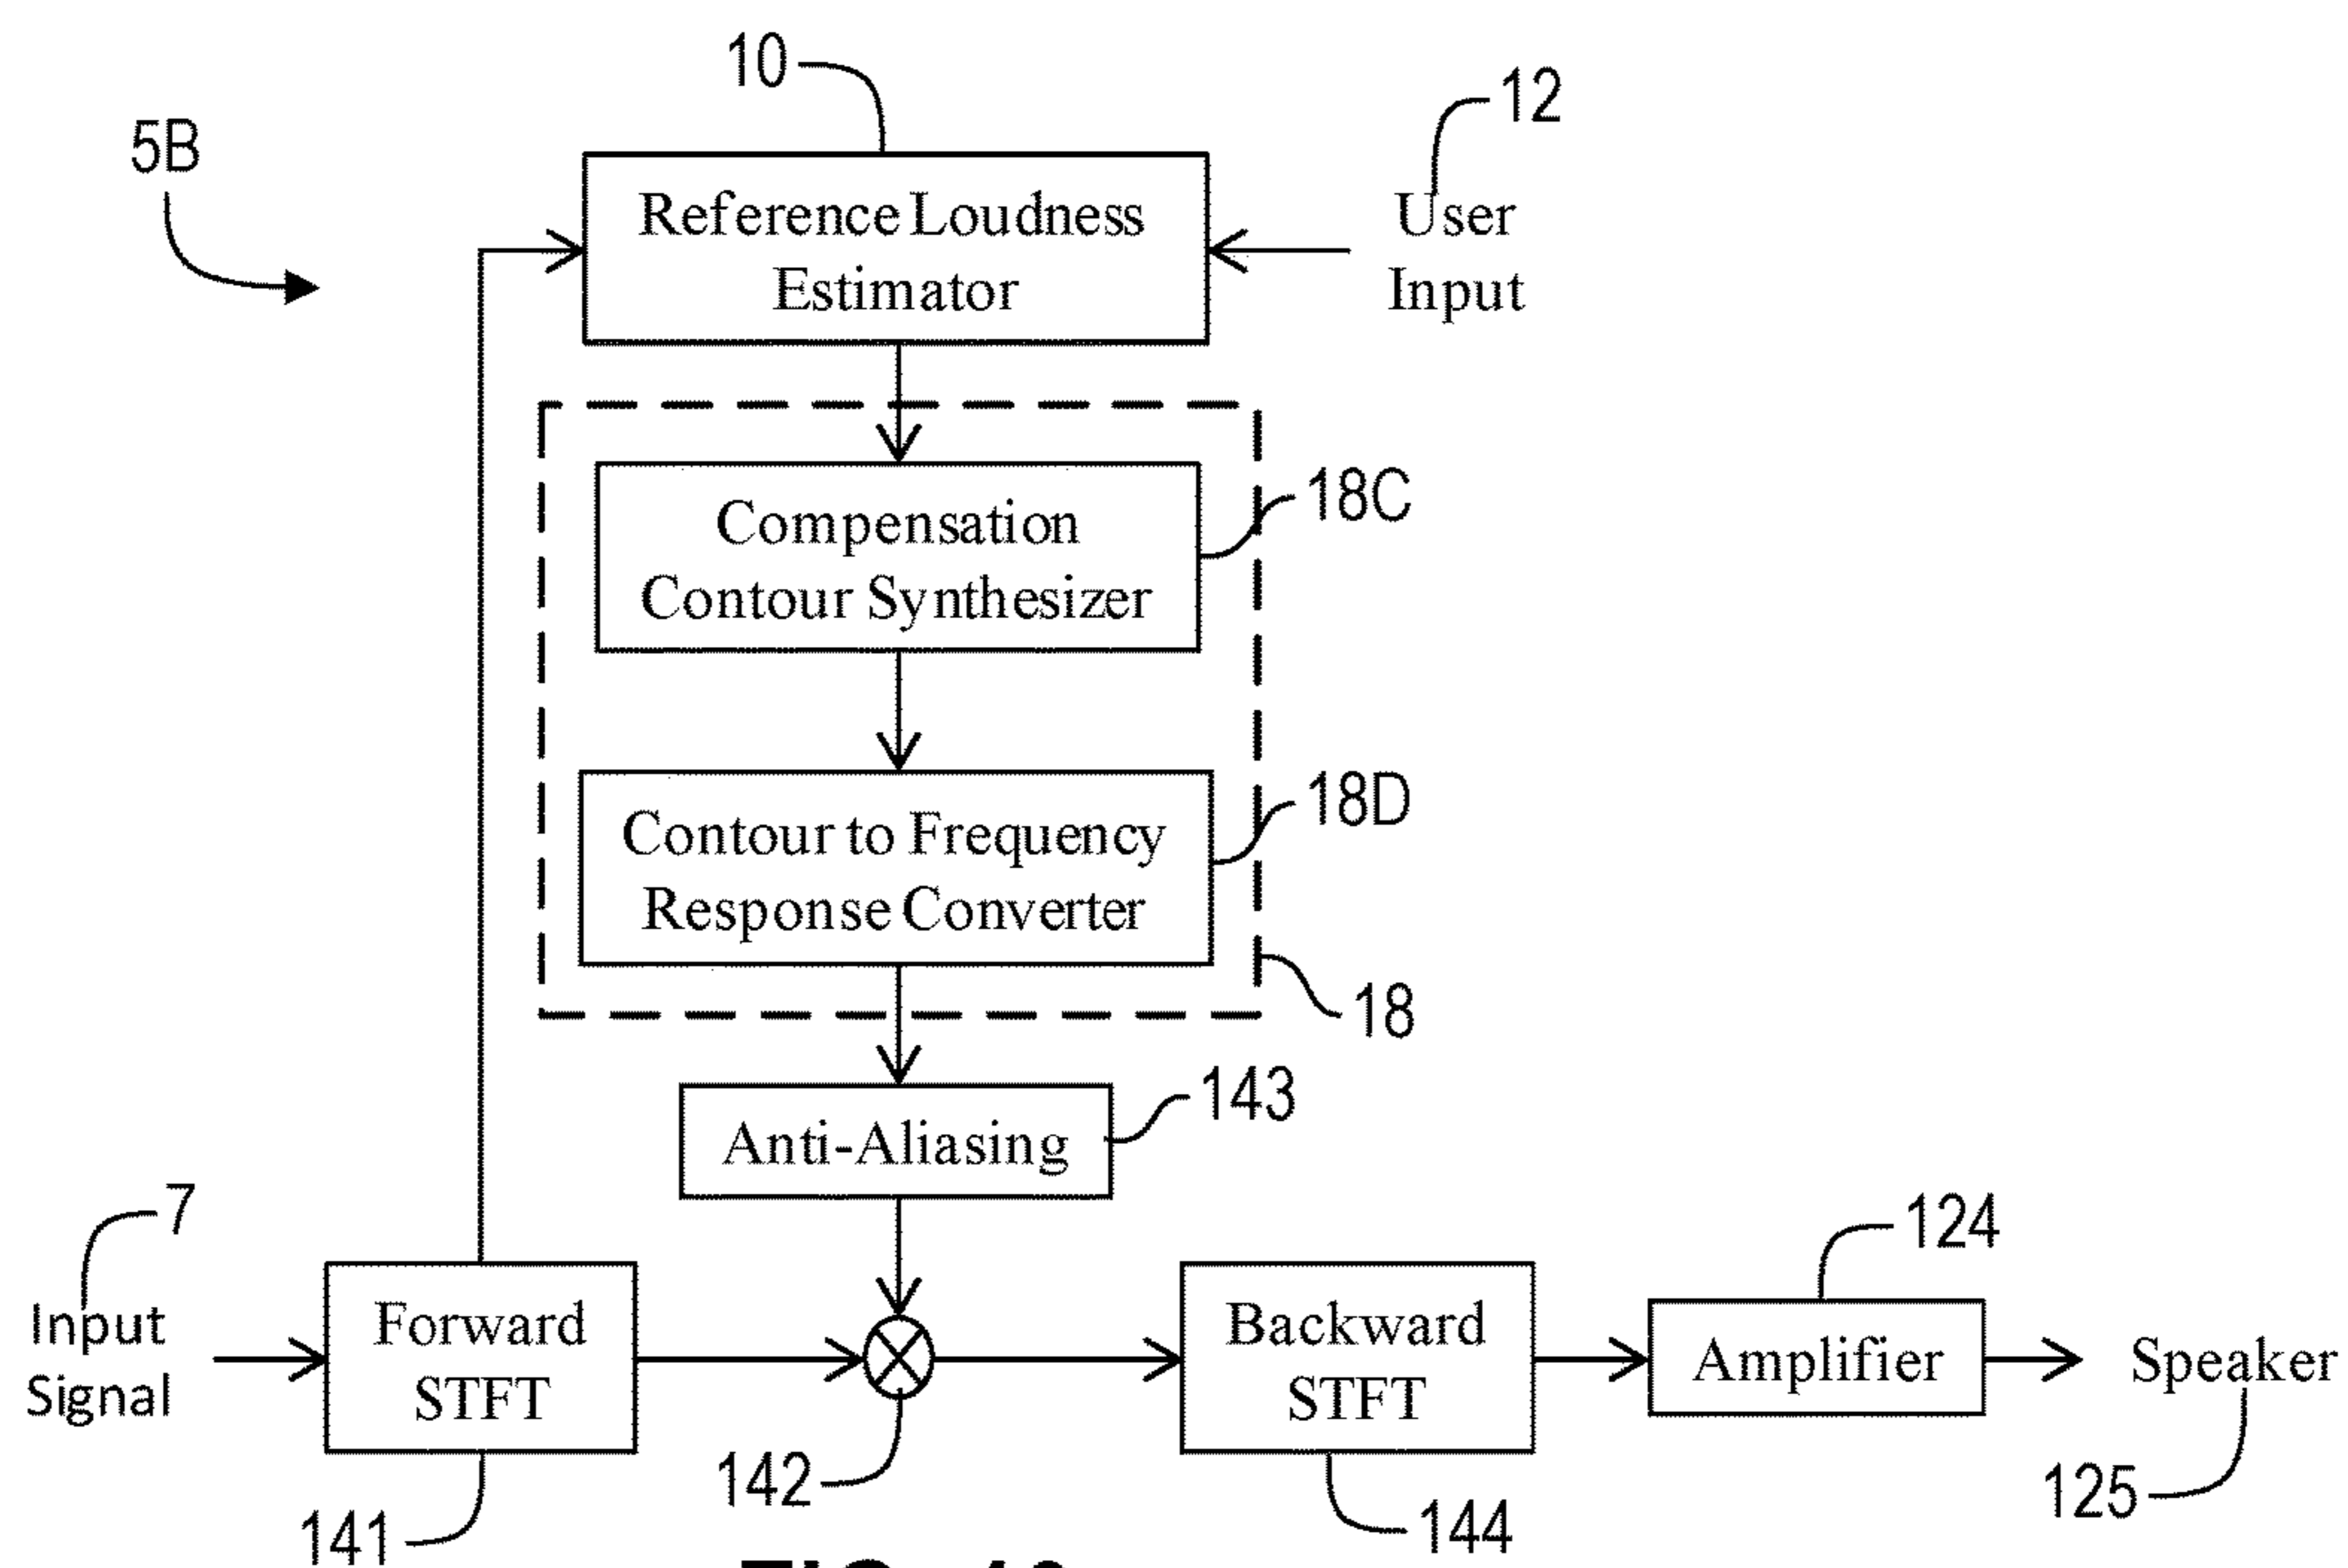 10
12
5B
Reference Loudness
Estimator
User
Input
Compensation
Contour Synthesizer
18C
Contour to Frequency
Response Converter
18D
18
Anti-Aliasing
143
7
Input
Signal
Forward
STFT
141
142
Backward
STFT
144
124
Amplifier
Speaker
125